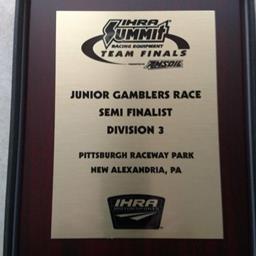 IHRA
SUMMIT
RACING EQUIPMENT
TEAM FINALS
AMSOIL
JUNIOR GAMBLERS RACE
SEMI FINALIST
DIVISION 3
PITTSBURGH RACEWAY PARK
NEW ALEXANDRIA, PA
IHRA
MOTORSPORTS